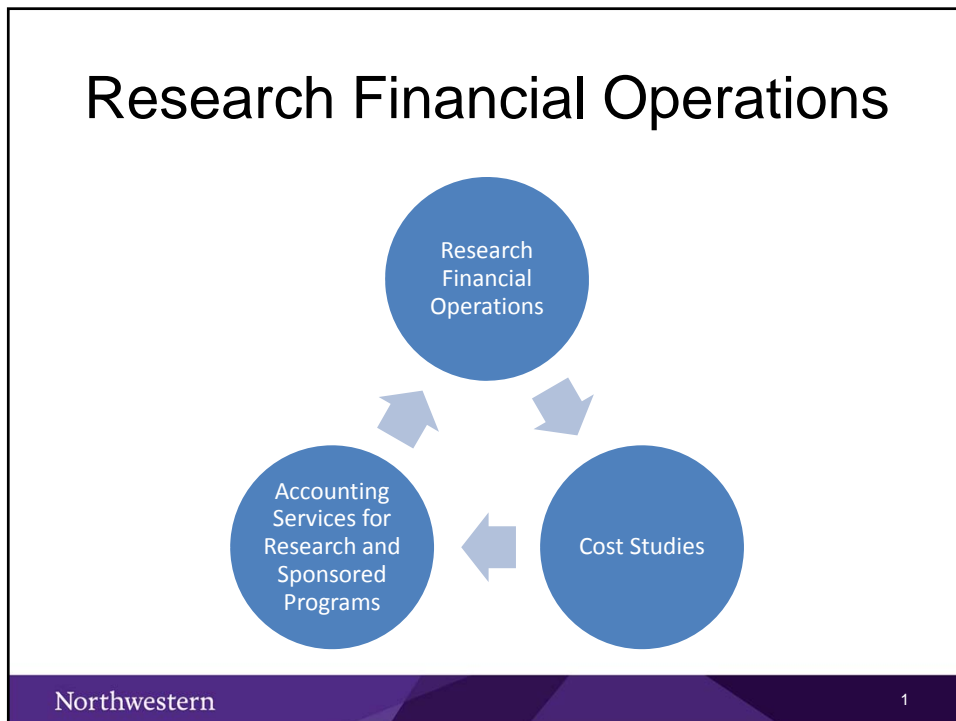 Research Financial Operations
Research
Financial
Operations
Accounting
Services for
Research and
Sponsored
Programs
Cost Studies
Northwestern
1